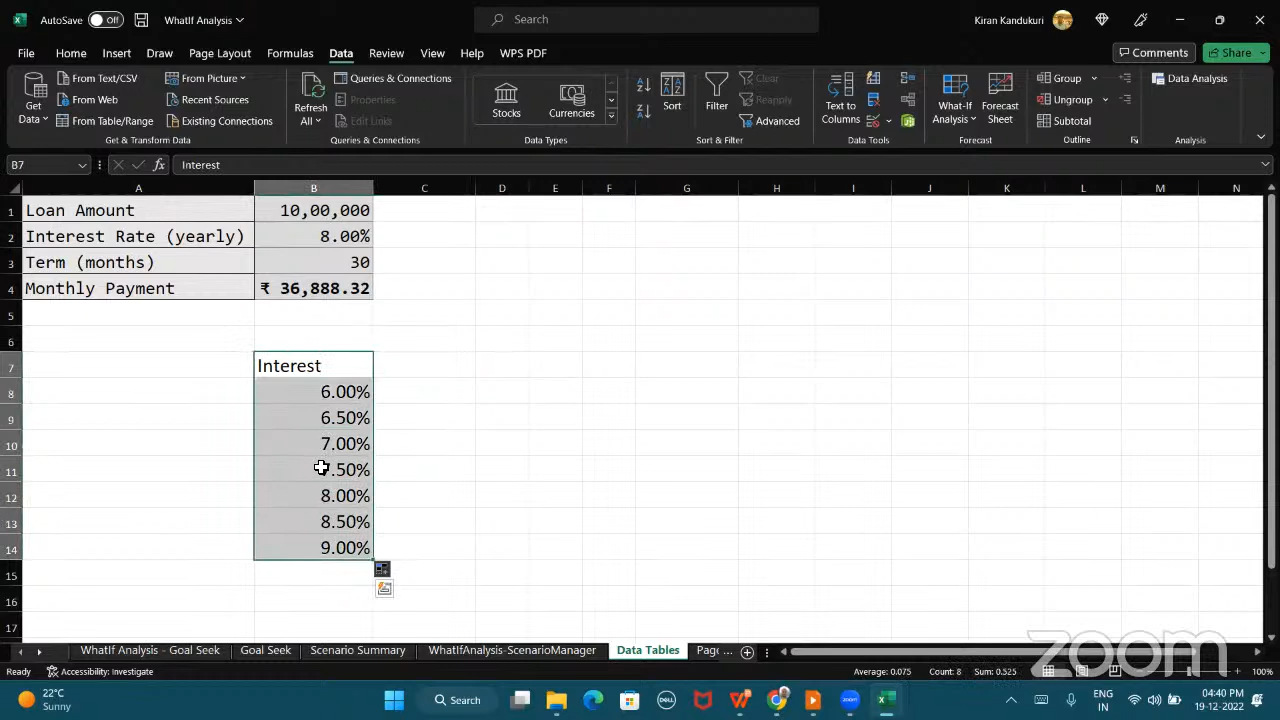 AutoSave Off WhatIf Analysis Search Kiran Kandukuri
File Home Insert Draw Page Layout Formulas Data Review View Help WPS PDF Comments Share
Get Data From Text/CSV From Picture Refresh All Queries & Connections Stocks Currencies Sort Filter Clear Text to Columns What-If Analysis Forecast Sheet Group Data Analysis
From Web Recent Sources Properties Reapply Ungroup
From Table/Range Existing Connections Edit Links Advanced Subtotal
Get & Transform Data Queries & Connections Data Types Sort & Filter Data Tools Forecast Outline Analysis
B7 fx Interest
A B C D E F G H I J K L M N
1 Loan Amount 10,00,000
2 Interest Rate (yearly) 8.00%
3 Term (months) 30
4 Monthly Payment ₹ 36,888.32
5
6
7 Interest
8 6.00%
9 6.50%
10 7.00%
11 .50%
12 8.00%
13 8.50%
14 9.00%
15
16
17
zoom
WhatIf Analysis - Goal Seek Goal Seek Scenario Summary WhatIfAnalysis-ScenarioManager Data Tables Page ...
Ready Accessibility: Investigate Average: 0.075 Count: 8 Sum: 0.525 100%
22°C Sunny Search DELL zoom ENG IN 04:40 PM 19-12-2022